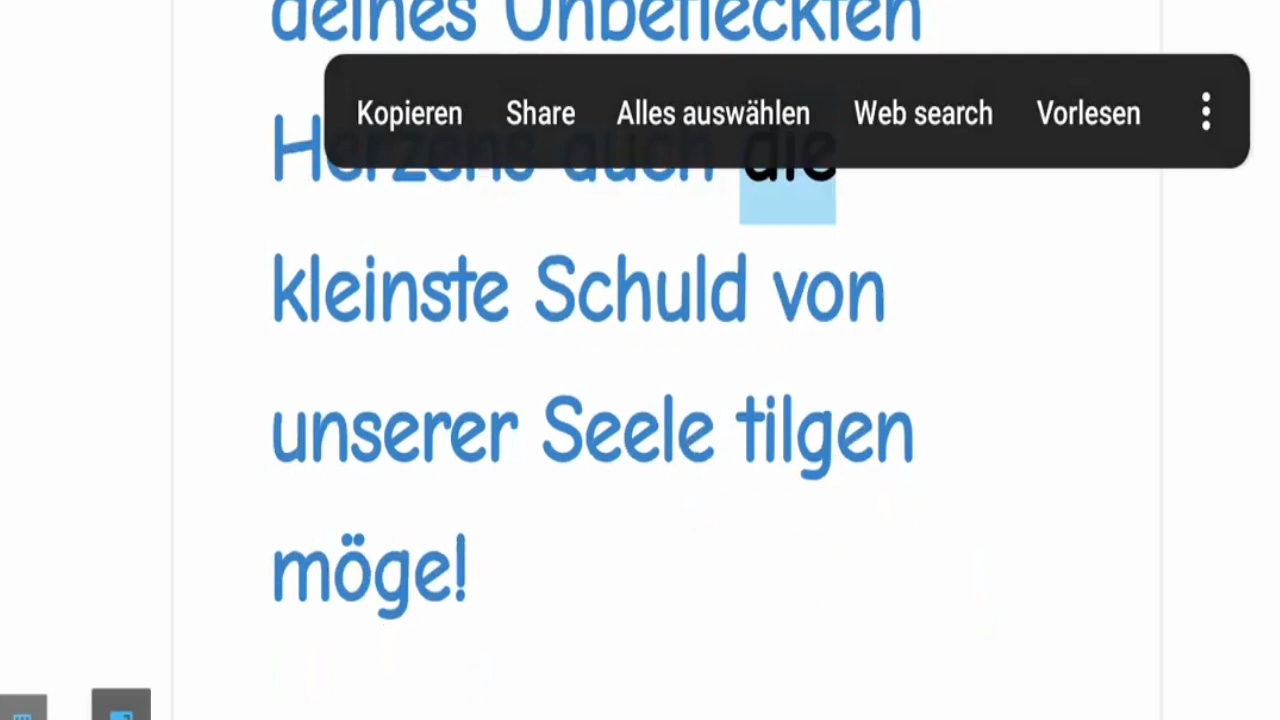 deines Unbefleckten
Kopieren Share Alles auswählen Web search Vorlesen
Herzens auch die
kleinste Schuld von
unserer Seele tilgen
möge!